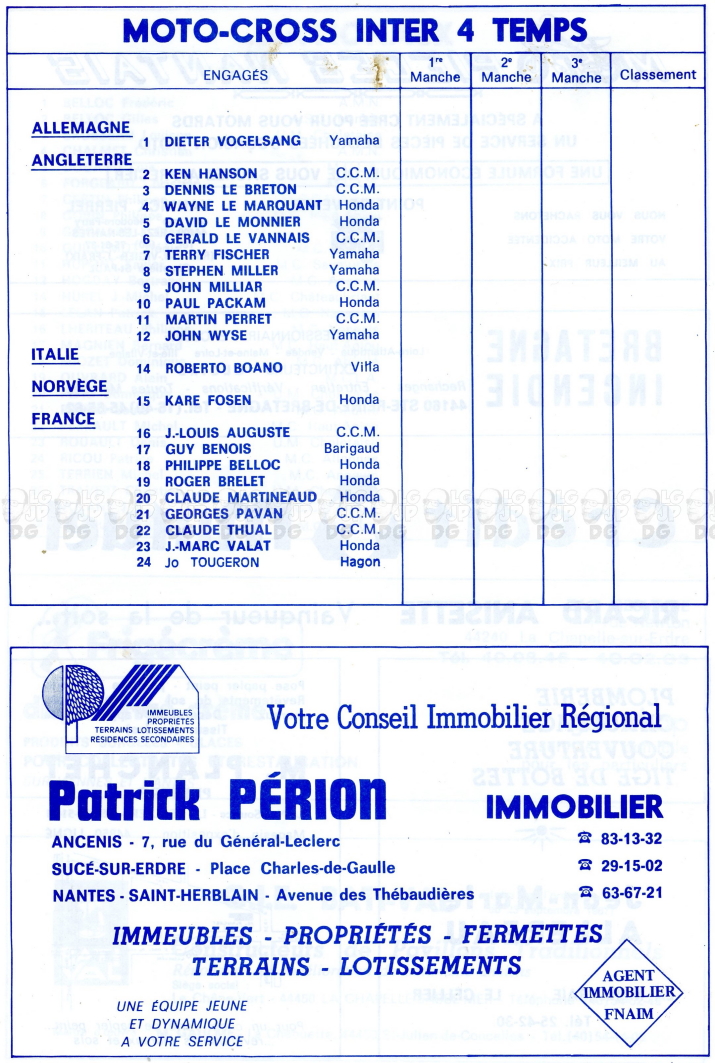 MOTO-CROSS INTER 4 TEMPS
ENGAGÉS 1re Manche 2e Manche 3e Manche Classement
ALLEMAGNE
1 DIETER VOGELSANG Yamaha
ANGLETERRE
2 KEN HANSON C.C.M.
3 DENNIS LE BRETON C.C.M.
4 WAYNE LE MARQUANT Honda
5 DAVID LE MONNIER Honda
6 GERALD LE VANNAIS C.C.M.
7 TERRY FISCHER Yamaha
8 STEPHEN MILLER Yamaha
9 JOHN MILLIAR C.C.M.
10 PAUL PACKAM Honda
11 MARTIN PERRET C.C.M.
12 JOHN WYSE Yamaha
ITALIE
14 ROBERTO BOANO Villa
NORVÈGE
15 KARE FOSEN Honda
FRANCE
16 J.-LOUIS AUGUSTE C.C.M.
17 GUY BENOIS Barigaud
18 PHILIPPE BELLOC Honda
19 ROGER BRELET Honda
20 CLAUDE MARTINEAUD Honda
21 GEORGES PAVAN C.C.M.
22 CLAUDE THUAL C.C.M.
23 J.-MARC VALAT Honda
24 Jo TOUGERON Hagon
IMMEUBLES
PROPRIÉTÉS
TERRAINS LOTISSEMENTS
RESIDENCES SECONDAIRES
Votre Conseil Immobilier Régional
Patrick PÉRION IMMOBILIER
ANCENIS - 7, rue du Général-Leclerc ☎ 83-13-32
SUCÉ-SUR-ERDRE - Place Charles-de-Gaulle ☎ 29-15-02
NANTES - SAINT-HERBLAIN - Avenue des Thébaudières ☎ 63-67-21
IMMEUBLES - PROPRIÉTÉS - FERMETTES
TERRAINS - LOTISSEMENTS
UNE ÉQUIPE JEUNE
ET DYNAMIQUE
A VOTRE SERVICE
AGENT
IMMOBILIER
FNAIM